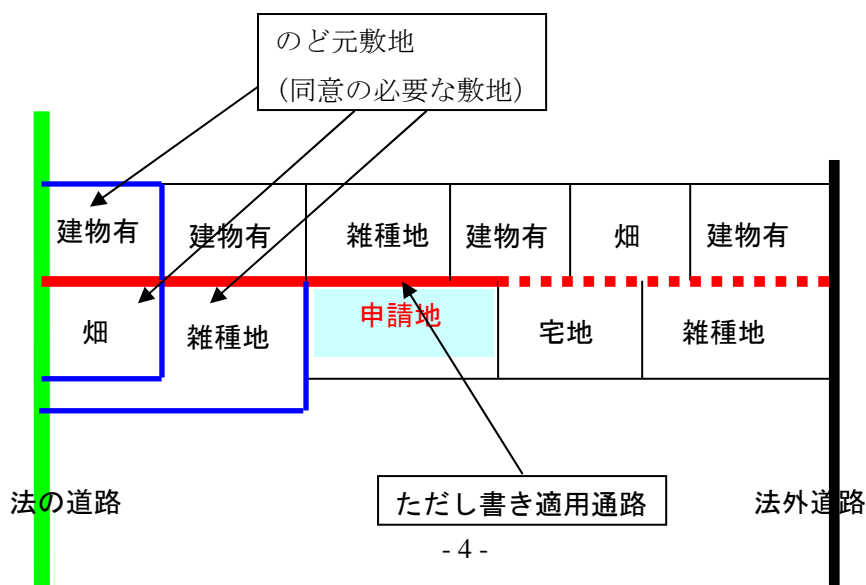 のど元敷地
(同意の必要な敷地)
建物有
建物有
雑種地
建物有
畑
建物有
畑
雑種地
申請地
宅地
雑種地
法の道路
ただし書き適用通路
法外道路
- 4 -